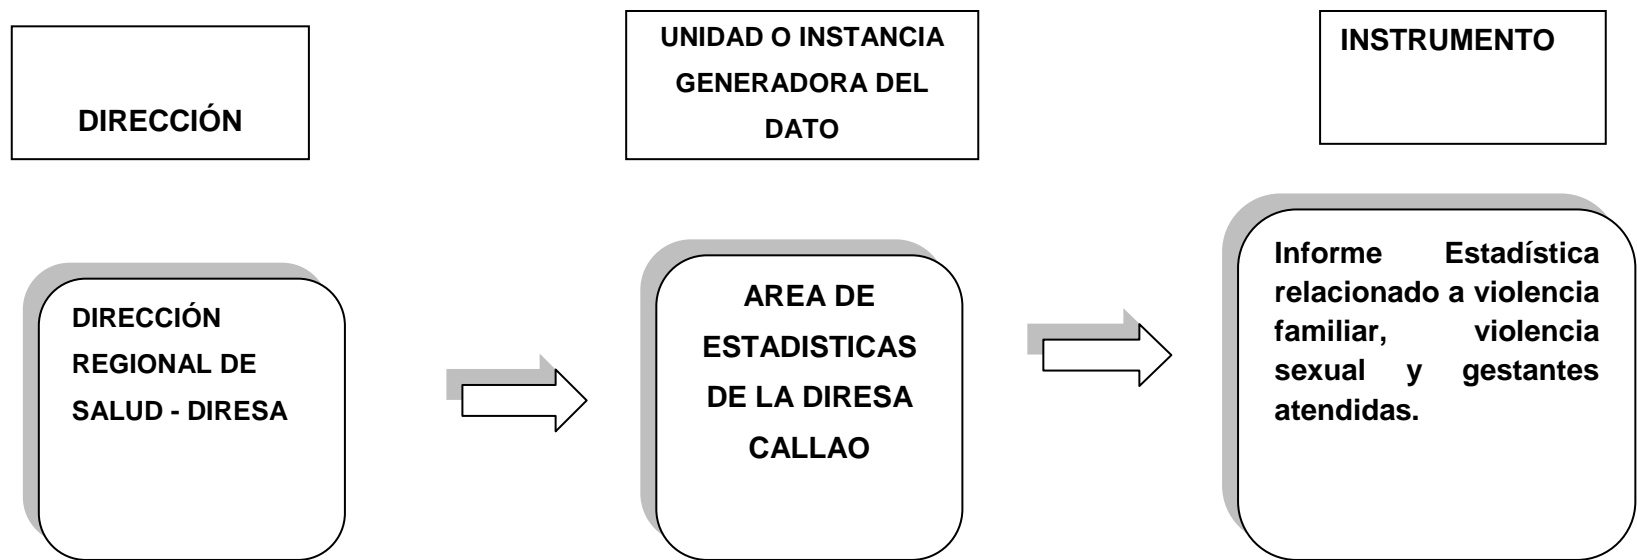 DIRECCIÓN
UNIDAD O INSTANCIA
GENERADORA DEL
DATO
INSTRUMENTO
DIRECCIÓN
REGIONAL DE
SALUD - DIRESA
AREA DE
ESTADISTICAS
DE LA DIRESA
CALLAO
Informe Estadística
relacionado a violencia
familiar, violencia
sexual y gestantes
atendidas.